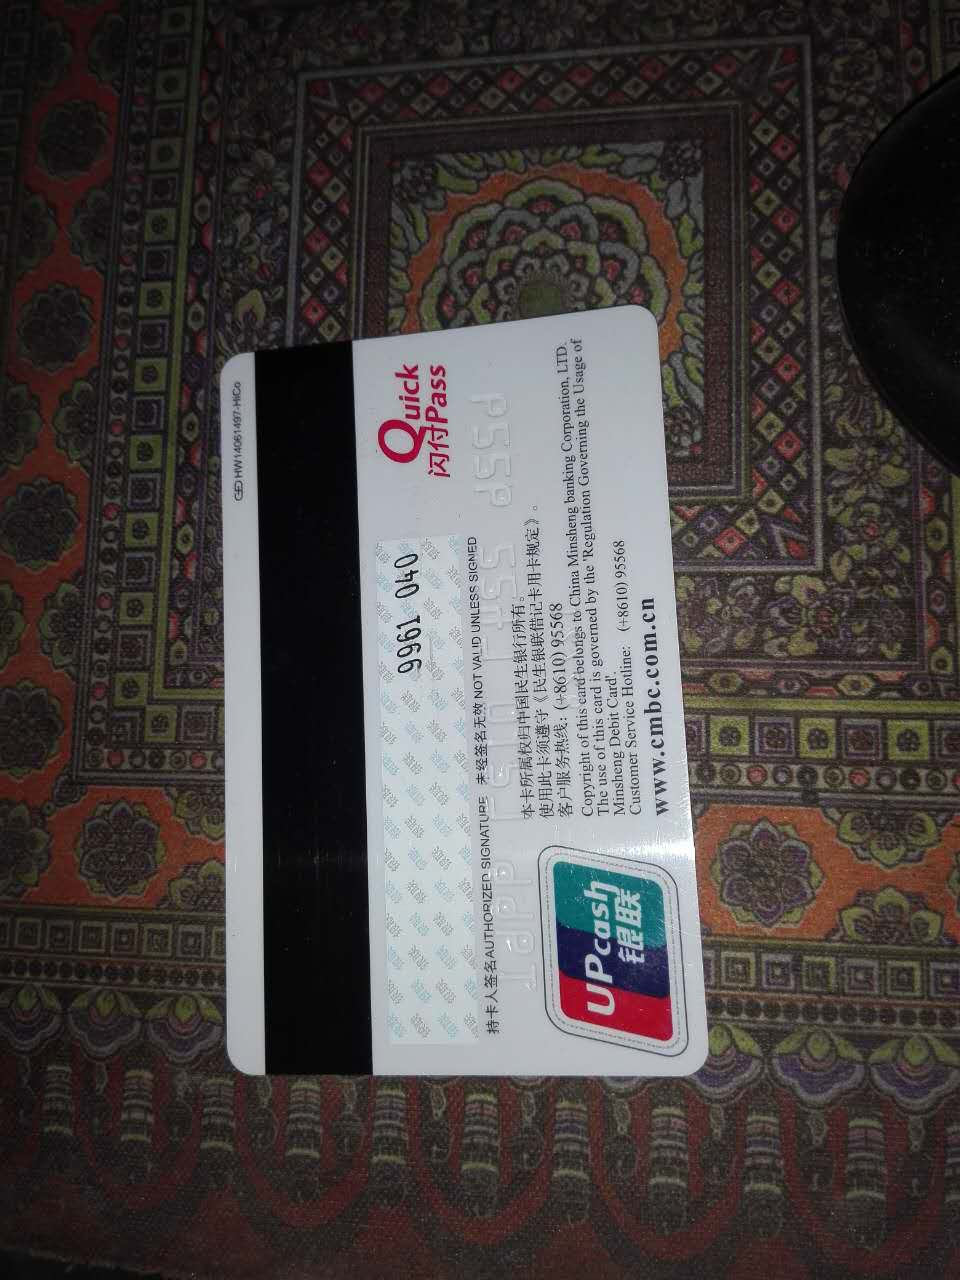 GED HW14061497-HiCo
Quick
闪付Pass
9961 040
持卡人签名AUTHORIZED SIGNATURE 未经签名无效 NOT VALID UNLESS SIGNED
本卡所属权归中国民生银行所有。
使用此卡须遵守《民生银联借记卡用卡规定》。
客户服务热线：(+8610) 95568
Copyright of this card belongs to China Minsheng banking Corporation, LTD.
The use of this card is governed by the 'Regulation Governing the Usage of
Minsheng Debit Card'.
Customer Service Hotline: (+8610) 95568
www.cmbc.com.cn
UPcash
银联